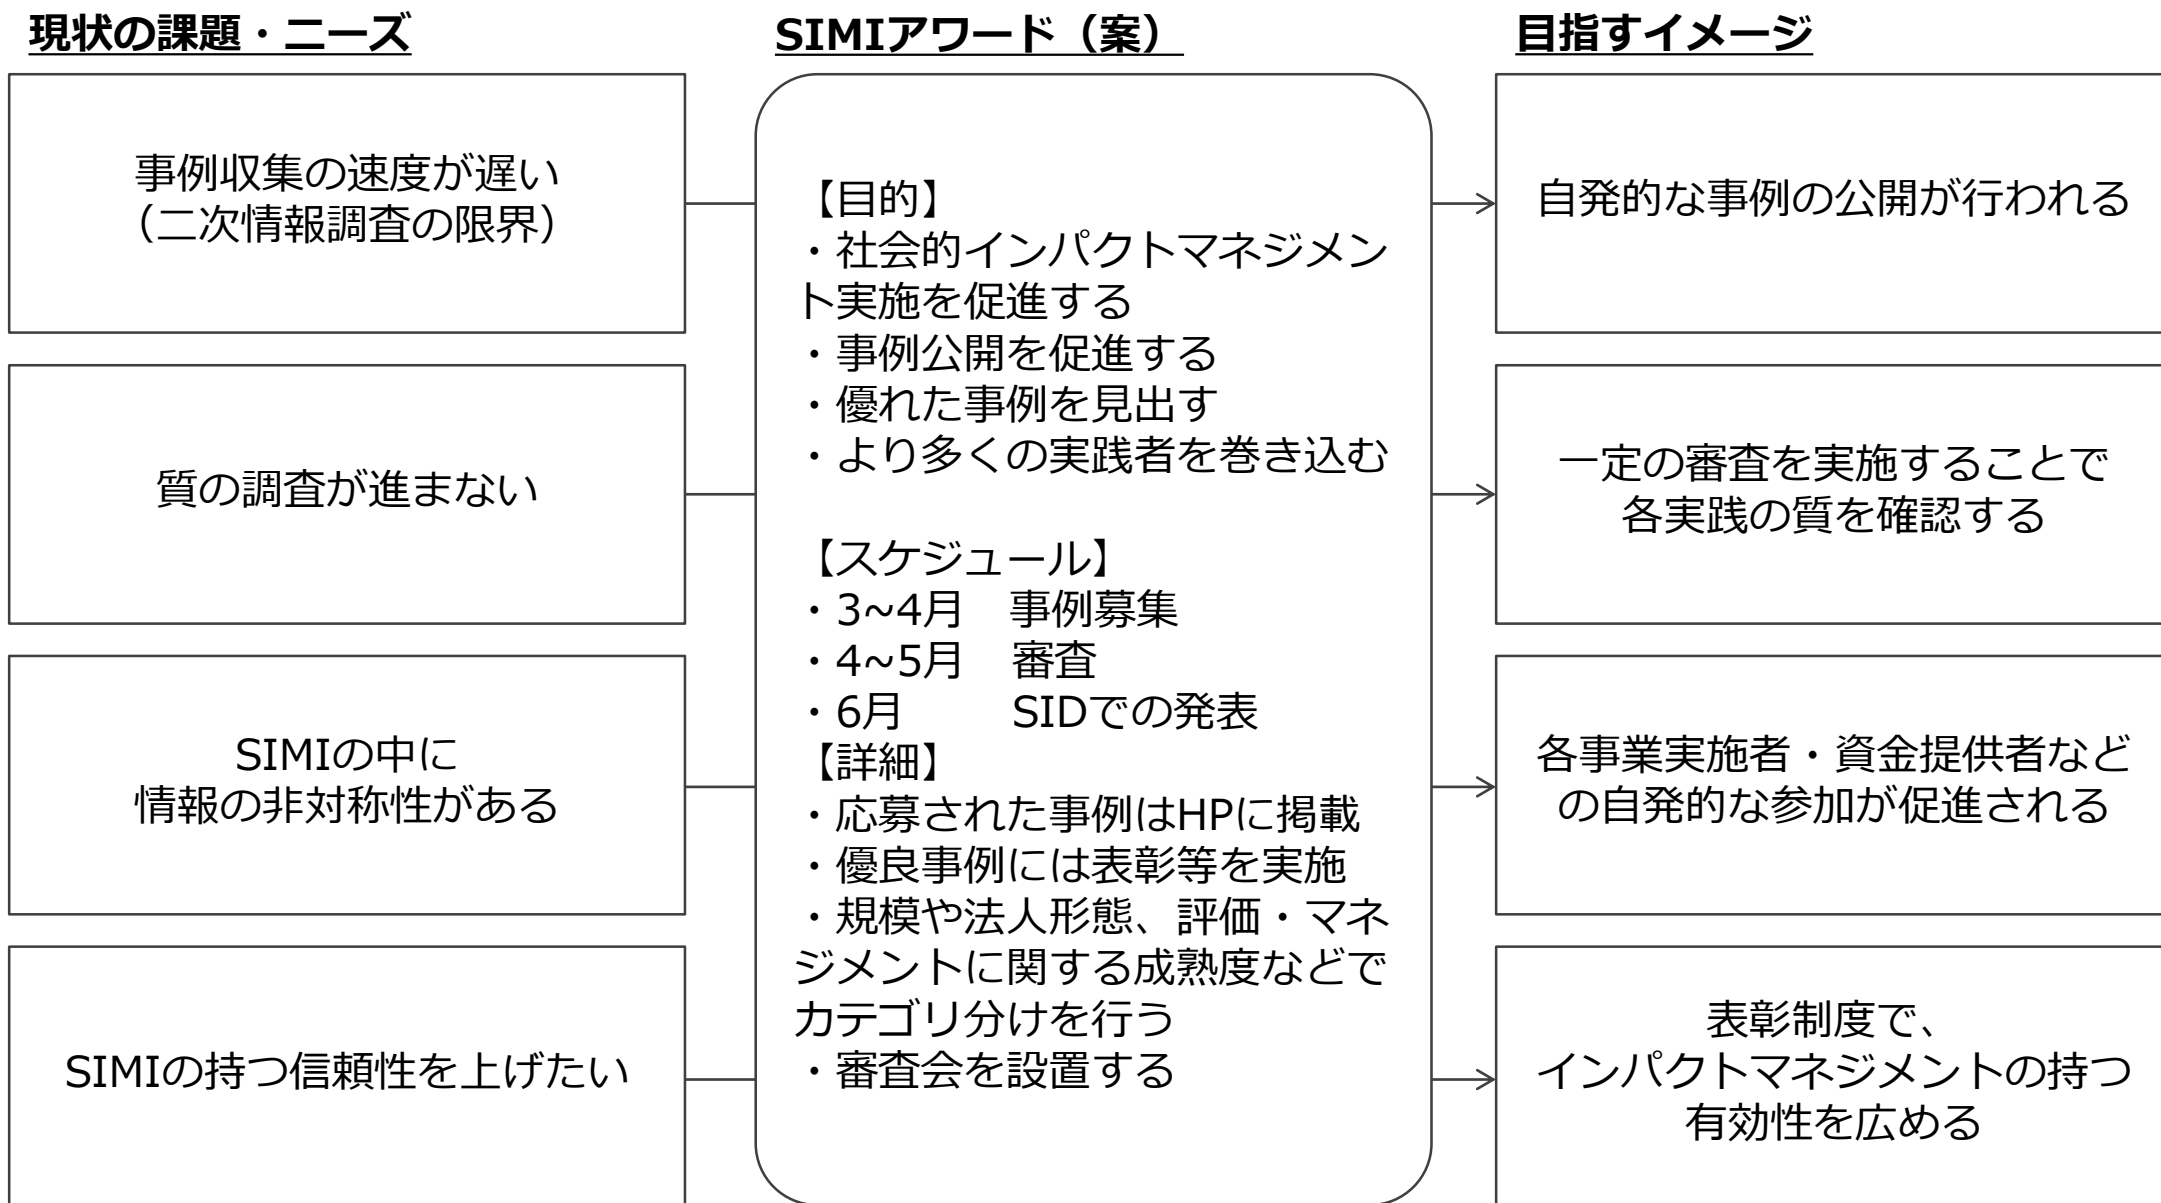 現状の課題・ニーズ
事例収集の速度が遅い
（二次情報調査の限界）
質の調査が進まない
SIMIの中に
情報の非対称性がある
SIMIの持つ信頼性を上げたい
SIMIアワード（案）
【目的】
・社会的インパクトマネジメン
ト実施を促進する
・事例公開を促進する
・優れた事例を見出す
・より多くの実践者を巻き込む
【スケジュール】
・3~4月　事例募集
・4~5月　審査
・6月　　 SIDでの発表
【詳細】
・応募された事例はHPに掲載
・優良事例には表彰等を実施
・規模や法人形態、評価・マネ
ジメントに関する成熟度などで
カテゴリ分けを行う
・審査会を設置する
目指すイメージ
自発的な事例の公開が行われる
一定の審査を実施することで
各実践の質を確認する
各事業実施者・資金提供者など
の自発的な参加が促進される
表彰制度で、
インパクトマネジメントの持つ
有効性を広める